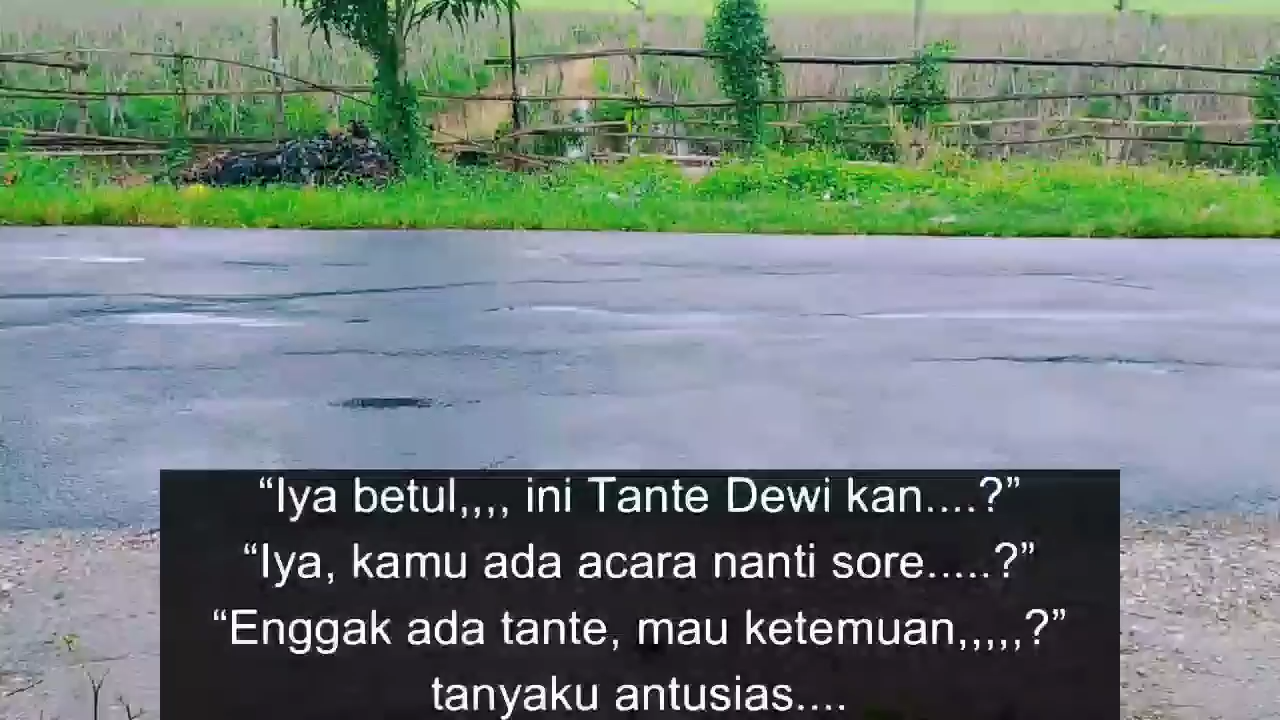 “Iya betul,,,, ini Tante Dewi kan....?”
“Iya, kamu ada acara nanti sore.....?”
“Enggak ada tante, mau ketemuan,,,,,?”
tanyaku antusias....